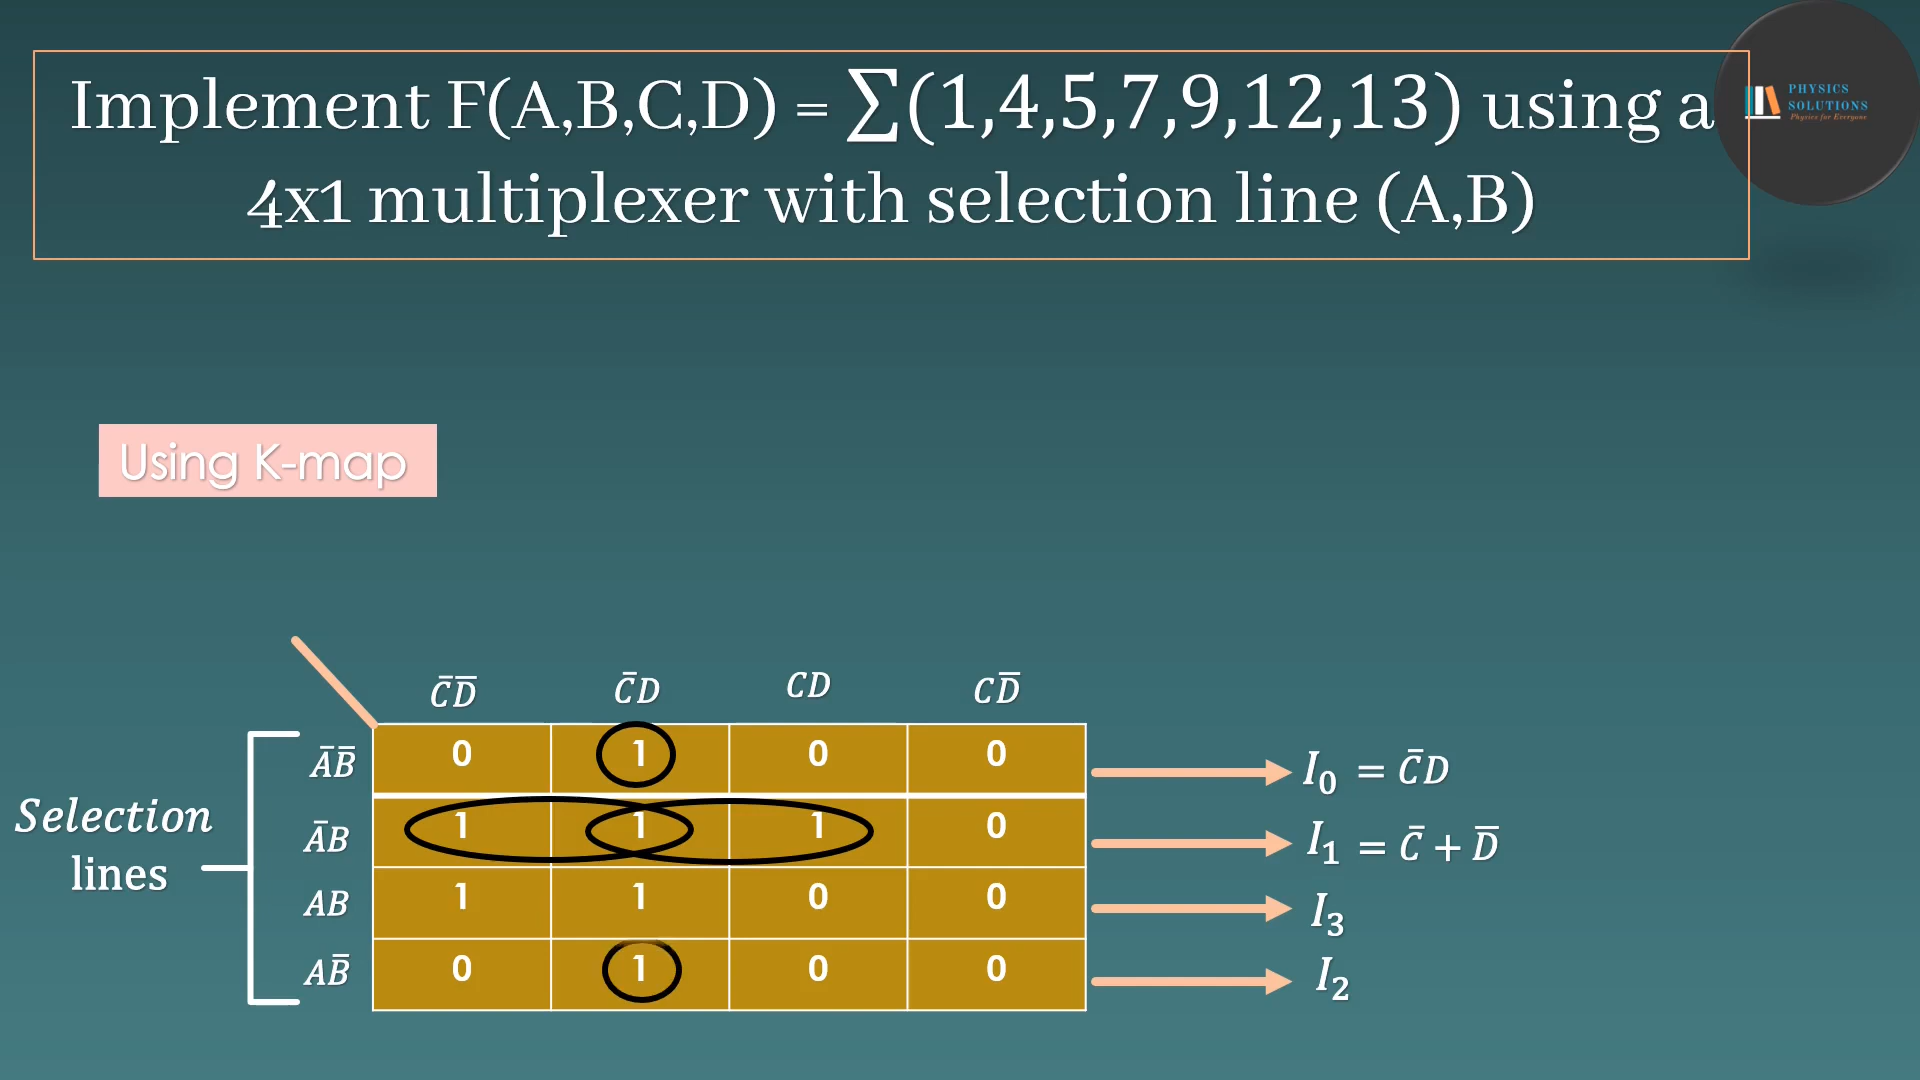 Implement F(A,B,C,D) = ∑(1,4,5,7,9,12,13) using a
4x1 multiplexer with selection line (A,B)
PHYSICS
SOLUTIONS
Physics for Everyone
Using K-map
C̅D̅ C̅D CD CD̅
A̅B̅ 0 1 0 0 I₀ = C̅D
A̅B 1 1 1 0 I₁ = C̅ + D̅
AB 1 1 0 0 I₃
AB̅ 0 1 0 0 I₂
Selection
lines